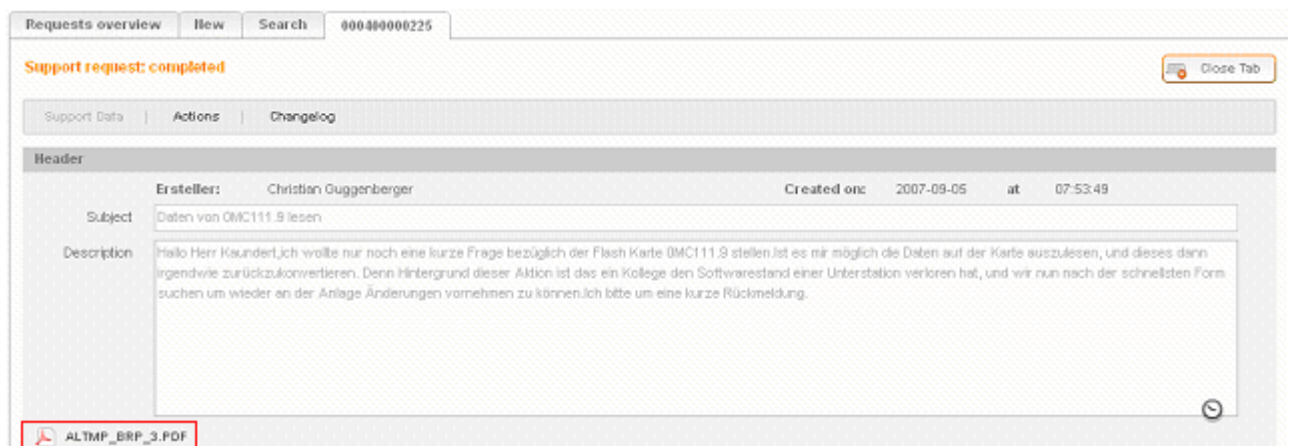 Requests overview New Search 000400000225
Support request: completed
Close Tab
Support Data | Actions | Changelog
Header
Ersteller: Christian Guggenberger Created on: 2007-09-05 at 07:53:49
Subject Daten von 0MC111.9 lesen
Description Hallo Herr Kaundert,ich wollte nur noch eine kurze Frage bezüglich der Flash Karte 0MC111.9 stellen.Ist es mir möglich die Daten auf der Karte auszulesen, und dieses dann
irgendwie zurückzukonvertieren. Denn Hintergrund dieser Aktion ist das ein Kollege den Softwarestand einer Unterstation verloren hat, und wir nun nach der schnellsten Form
suchen um wieder an der Anlage Änderungen vornehmen zu können.Ich bitte um eine kurze Rückmeldung.
ALTMP_BRP_3.PDF